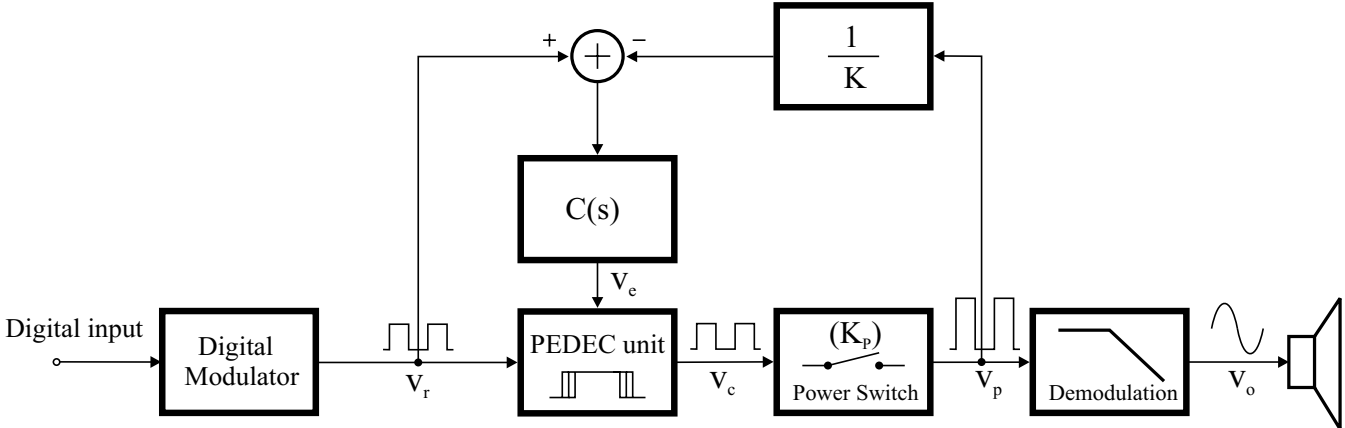 +
−
1
K
C(s)
Ve
Digital input
Digital
Modulator
Vr
PEDEC unit
Vc
(KP)
Power Switch
Vp
Demodulation
Vo